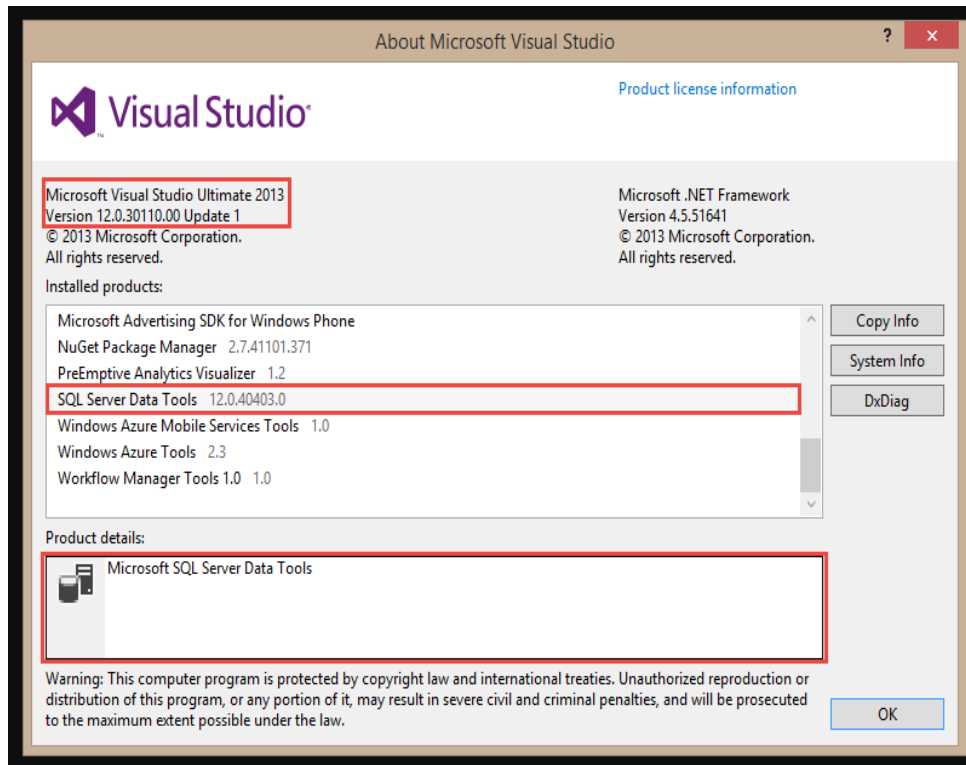 About Microsoft Visual Studio
?
×
Visual Studio
Product license information
Microsoft Visual Studio Ultimate 2013
Version 12.0.30110.00 Update 1
© 2013 Microsoft Corporation.
All rights reserved.
Microsoft .NET Framework
Version 4.5.51641
© 2013 Microsoft Corporation.
All rights reserved.
Installed products:
Microsoft Advertising SDK for Windows Phone
NuGet Package Manager 2.7.41101.371
PreEmptive Analytics Visualizer 1.2
SQL Server Data Tools 12.0.40403.0
Windows Azure Mobile Services Tools 1.0
Windows Azure Tools 2.3
Workflow Manager Tools 1.0 1.0
Copy Info
System Info
DxDiag
Product details:
Microsoft SQL Server Data Tools
Warning: This computer program is protected by copyright law and international treaties. Unauthorized reproduction or
distribution of this program, or any portion of it, may result in severe civil and criminal penalties, and will be prosecuted
to the maximum extent possible under the law.
OK